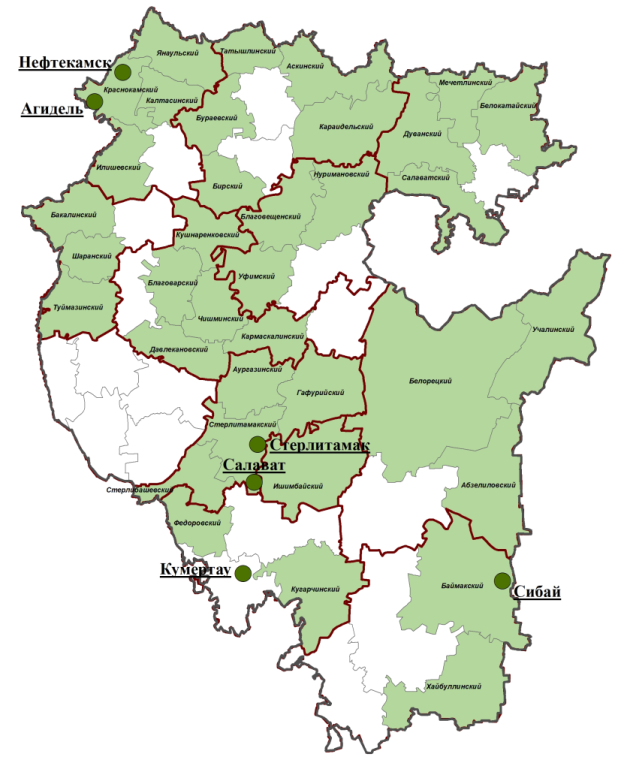 Янаульский
Татышлинский
Нефтекамск
Аскинский
Мечетлинский
Краснокамский
Калтасинский
Белокатайский
Агидель
Бураевский
Караидельский
Дуванский
Илишевский
Нуримановский
Салаватский
Бирский
Бакалинский
Благовещенский
Кушнаренковский
Шаранский
Уфимский
Благоварский
Туймазинский
Чишминский
Учалинский
Кармаскалинский
Давлекановский
Аургазинский
Белорецкий
Гафурийский
Стерлитамакский
Стерлитамак
Салават
Ишимбайский
Абзелиловский
Стерлибашевский
Федоровский
Кумертау
Кугарчинский
Баймакский
Сибай
Хайбуллинский